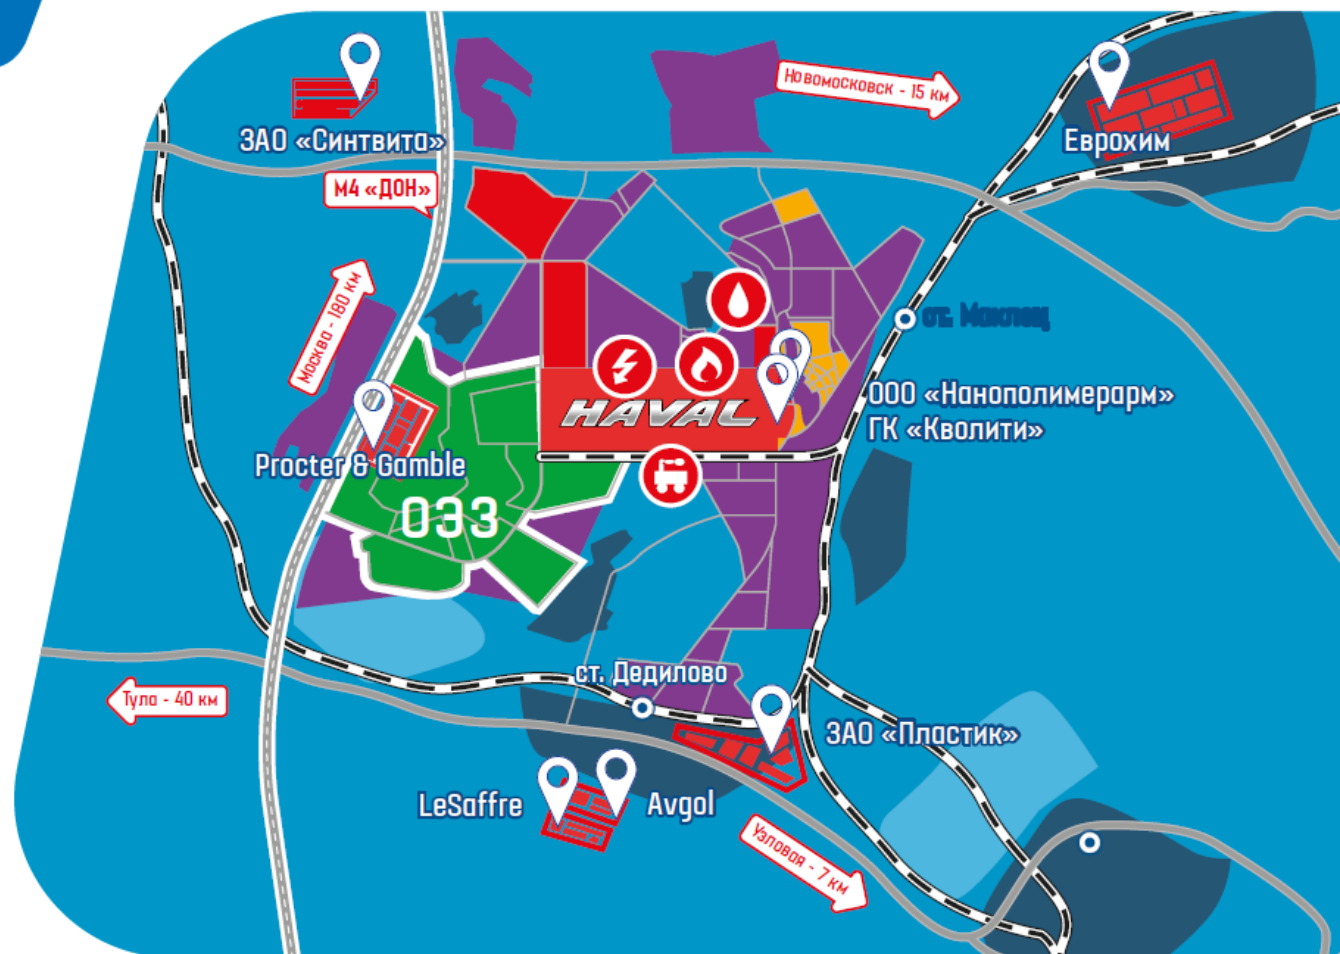 Новомосковск - 15 км
ЗАО «Синтвита»
Еврохим
М4 «ДОН»
Москва - 180 км
ст. Маклец
ООО «Нанополимерарм»
ГК «Кволити»
HAVAL
Procter & Gamble
ОЭЗ
ст. Дедилово
Тула - 40 км
ЗАО «Пластик»
LeSaffre
Avgol
Узловая - 7 км